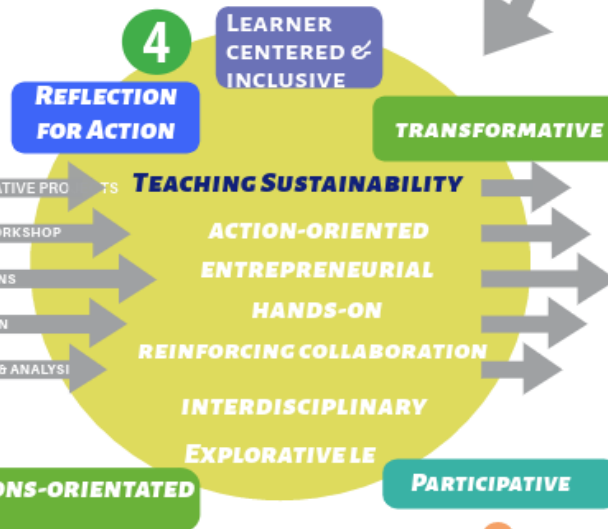 4
LEARNER
CENTERED &
INCLUSIVE
REFLECTION
FOR ACTION
TRANSFORMATIVE
TEACHING SUSTAINABILITY
ACTION-ORIENTED
ENTREPRENEURIAL
HANDS-ON
REINFORCING COLLABORATION
INTERDISCIPLINARY
EXPLORATIVE LE
& ANALYSI
ONS-ORIENTATED
PARTICIPATIVE